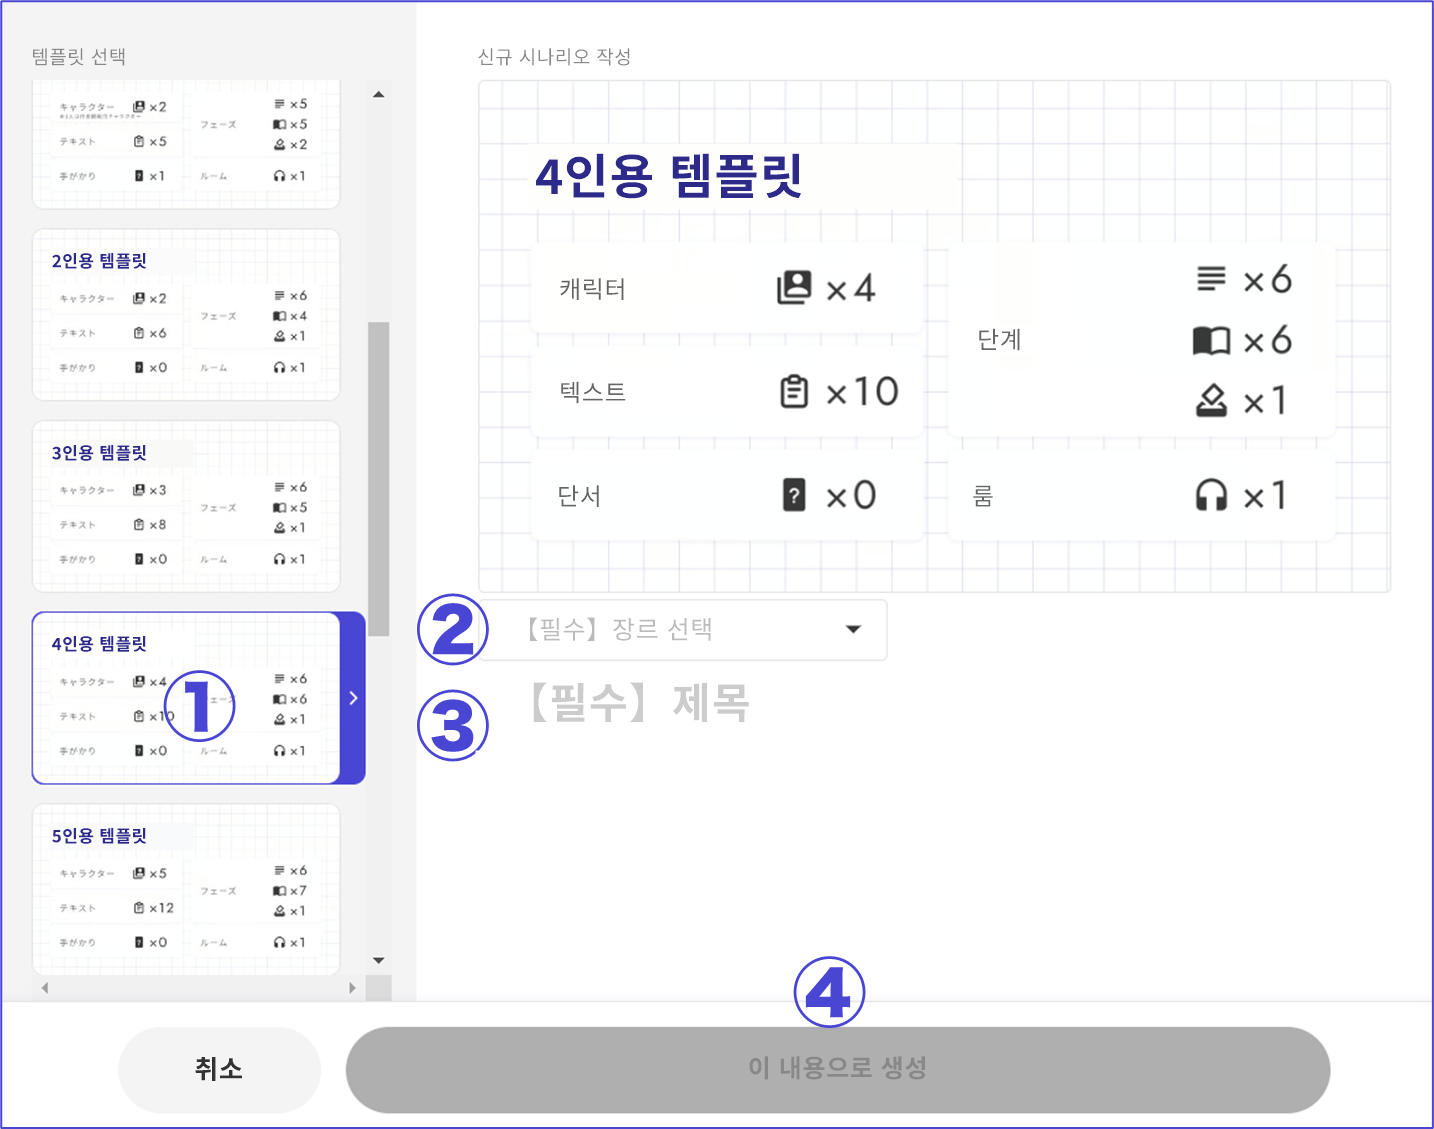 템플릿 선택
キャラクター ×2
テキスト ×5
手がかり ×1
フェーズ
×5
×5
×2
ルーム ×1
2인용 템플릿
キャラクター ×2
テキスト ×6
手がかり ×0
フェーズ
×6
×4
×1
ルーム ×1
3인용 템플릿
キャラクター ×3
テキスト ×8
手がかり ×0
フェーズ
×6
×5
×1
ルーム ×1
4인용 템플릿
キャラクター ×4
テキスト ×10
手がかり ×0
フェーズ
×6
×6
×1
ルーム ×1
1
5인용 템플릿
キャラクター ×5
テキスト ×12
手がかり ×0
フェーズ
×6
×7
×1
ルーム ×1
신규 시나리오 작성
4인용 템플릿
캐릭터 ×4
텍스트 ×10
단서 ? ×0
단계
×6
×6
×1
룸 ×1
2 【필수】장르 선택
3 【필수】제목
4
취소
이 내용으로 생성